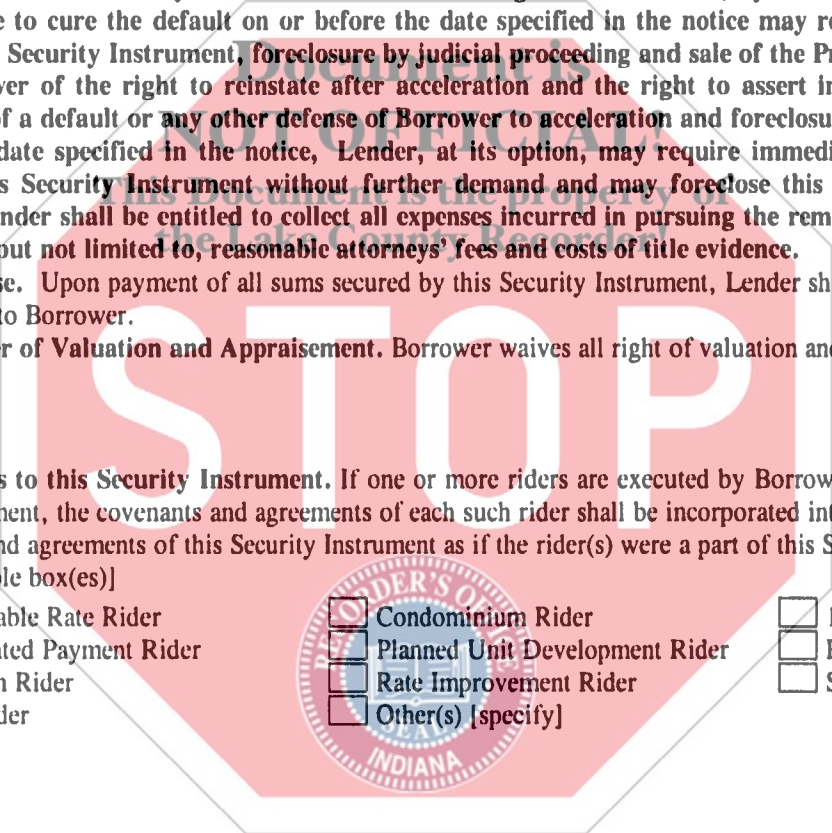 e to cure the default on or before the date specified in the notice may re
Security Instrument, foreclosure by judicial proceeding and sale of the Pr
ver of the right to reinstate after acceleration and the right to assert in
of a default or any other defense of Borrower to acceleration and foreclosu
date specified in the notice, Lender, at its option, may require immedi
s Security Instrument without further demand and may foreclose this
nder shall be entitled to collect all expenses incurred in pursuing the rem
but not limited to, reasonable attorneys' fees and costs of title evidence.
se. Upon payment of all sums secured by this Security Instrument, Lender sh
to Borrower.
r of Valuation and Appraisement. Borrower waives all right of valuation and
s to this Security Instrument. If one or more riders are executed by Borrow
nent, the covenants and agreements of each such rider shall be incorporated int
nd agreements of this Security Instrument as if the rider(s) were a part of this S
le box(es)]
able Rate Rider Condominium Rider
ated Payment Rider Planned Unit Development Rider
n Rider Rate Improvement Rider S
der Other(s) [specify]
Document is
NOT OFFICIAL!
This Document is the property of
the Lake County Recorder!
STOP
RECORDER'S OFFICE
SEAL
INDIANA